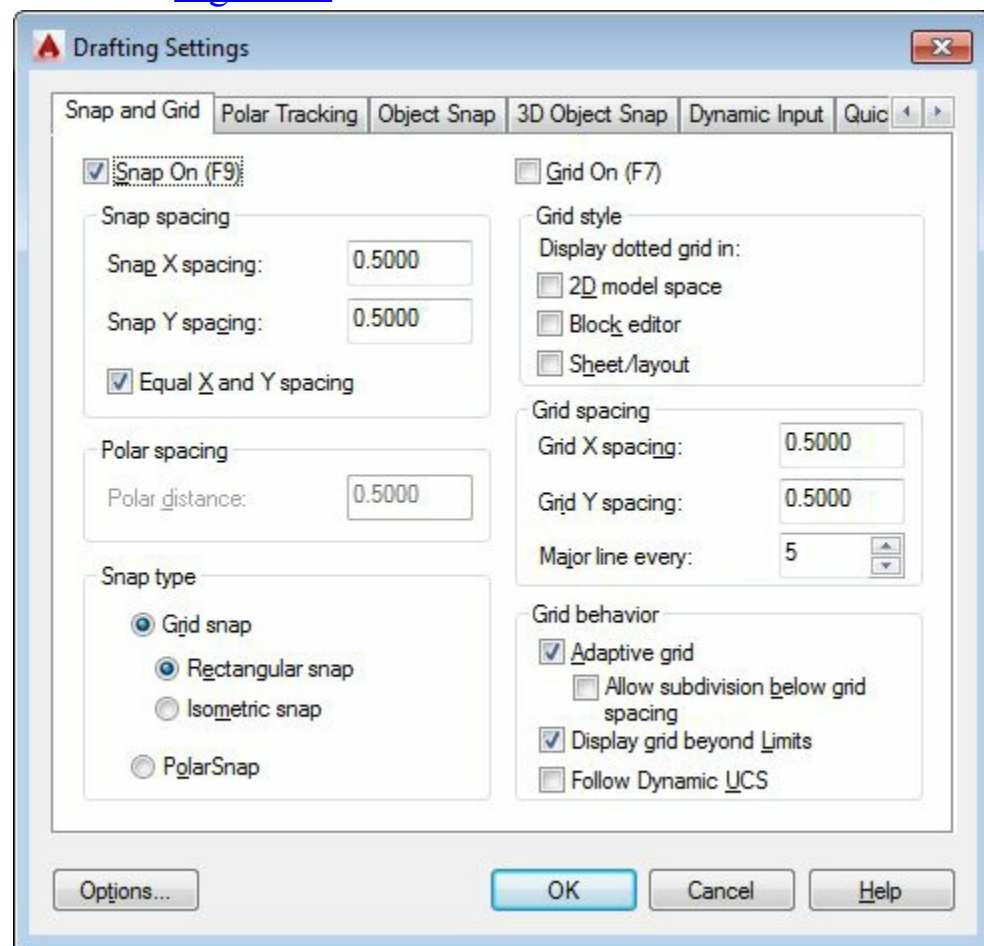 Drafting Settings
Snap and Grid Polar Tracking Object Snap 3D Object Snap Dynamic Input Quic
Snap On (F9)
Snap spacing
Snap X spacing: 0.5000
Snap Y spacing: 0.5000
Equal X and Y spacing
Polar spacing
Polar distance: 0.5000
Snap type
Grid snap
Rectangular snap
Isometric snap
PolarSnap
Grid On (F7)
Grid style
Display dotted grid in:
2D model space
Block editor
Sheet/layout
Grid spacing
Grid X spacing: 0.5000
Grid Y spacing: 0.5000
Major line every: 5
Grid behavior
Adaptive grid
Allow subdivision below grid
spacing
Display grid beyond Limits
Follow Dynamic UCS
Options... OK Cancel Help